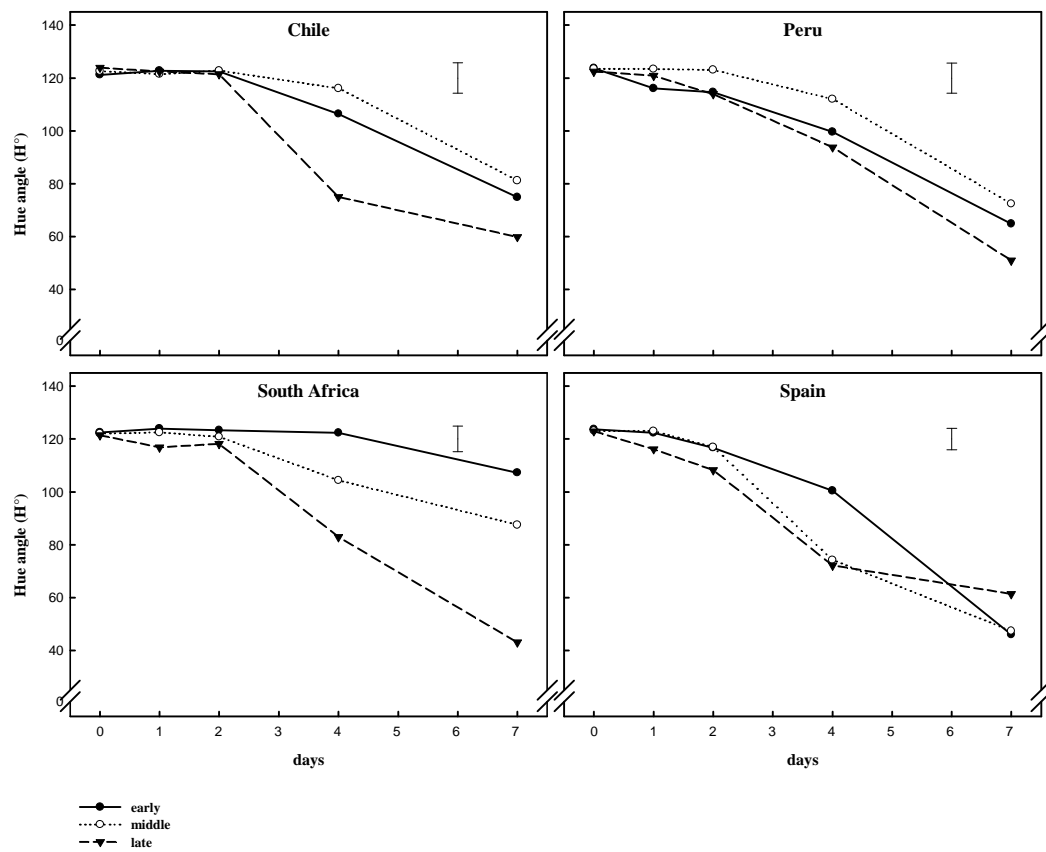 Chile
Peru
Hue angle (H°)
140
120
100
80
60
40
0
South Africa
Spain
Hue angle (H°)
140
120
100
80
60
40
0
0 1 2 3 4 5 6 7
0 1 2 3 4 5 6 7
days
days
early
middle
late